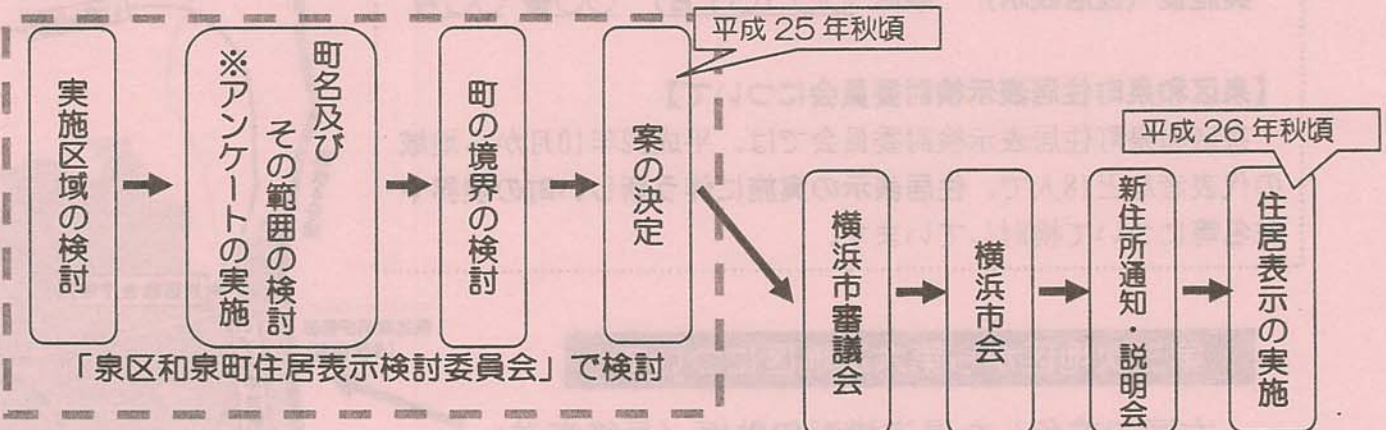 平成25年秋頃
実施区域の検討
町名及び
その範囲の検討
※アンケートの実施
町の境界の検討
案の決定
「泉区和泉町住居表示検討委員会」で検討
平成26年秋頃
横浜市審議会
横浜市会
新住所通知・説明会
住居表示の実施